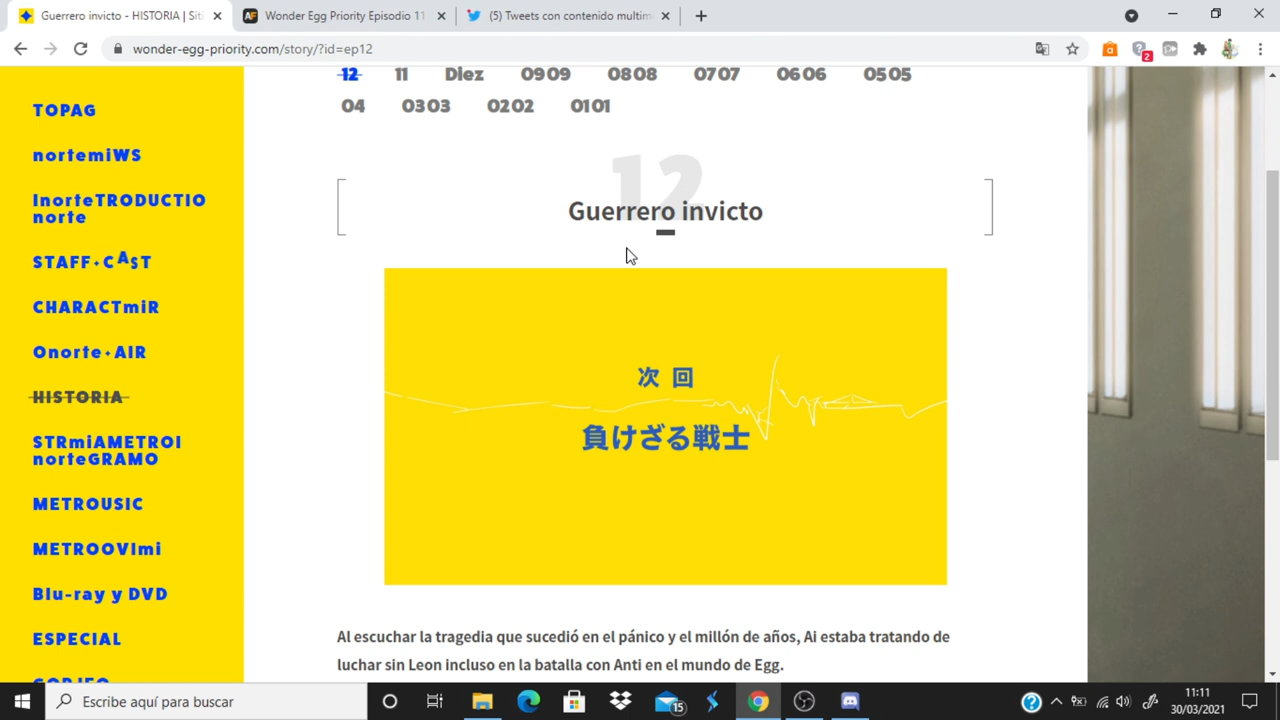 Guerrero invicto - HISTORIA | Sit
Wonder Egg Priority Episodio 11
(5) Tweets con contenido multim
wonder-egg-priority.com/story/?id=ep12
2
12 11 Diez 0909 0808 0707 0606 0505
04 0303 0202 0101
TOPAG
nortemiWS
InorteTRODUCTIO
norte
STAFF+CAST
CHARACTmiR
Onorte+AIR
HISTORIA
STRmiAMETROI
norteGRAMO
METROUSIC
METROOVImi
Blu-ray y DVD
ESPECIAL
12
Guerrero invicto
次回
負けざる戦士
Al escuchar la tragedia que sucedió en el pánico y el millón de años, Ai estaba tratando de
luchar sin Leon incluso en la batalla con Anti en el mundo de Egg.
Escribe aquí para buscar
15
11:11
30/03/2021